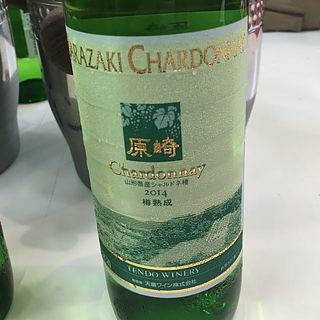 ARAZAKI CHARDONNAY
原崎
Chardonnay
山形県産シャルドネ種
2014
樽熟成
TENDO WINERY
天童ワイン株式会社